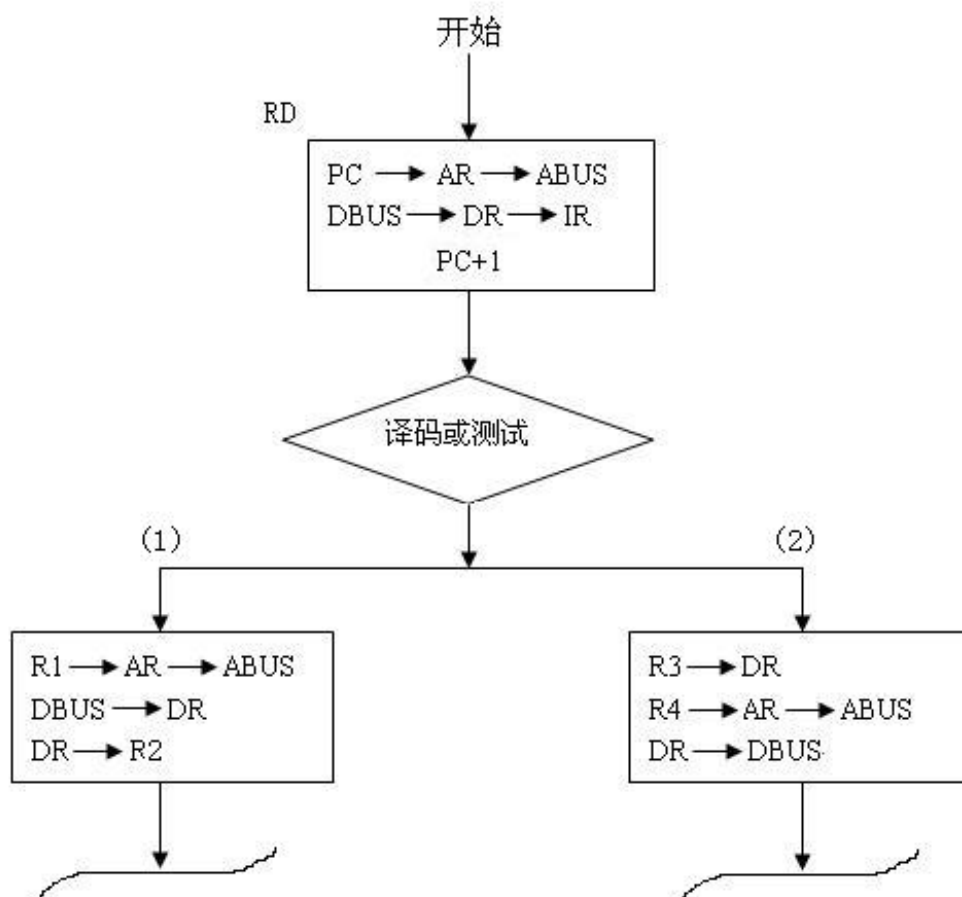 开始
RD
PC → AR → ABUS
DBUS → DR → IR
PC+1
译码或测试
(1)
(2)
R1 → AR → ABUS
DBUS → DR
DR → R2
R3 → DR
R4 → AR → ABUS
DR → DBUS